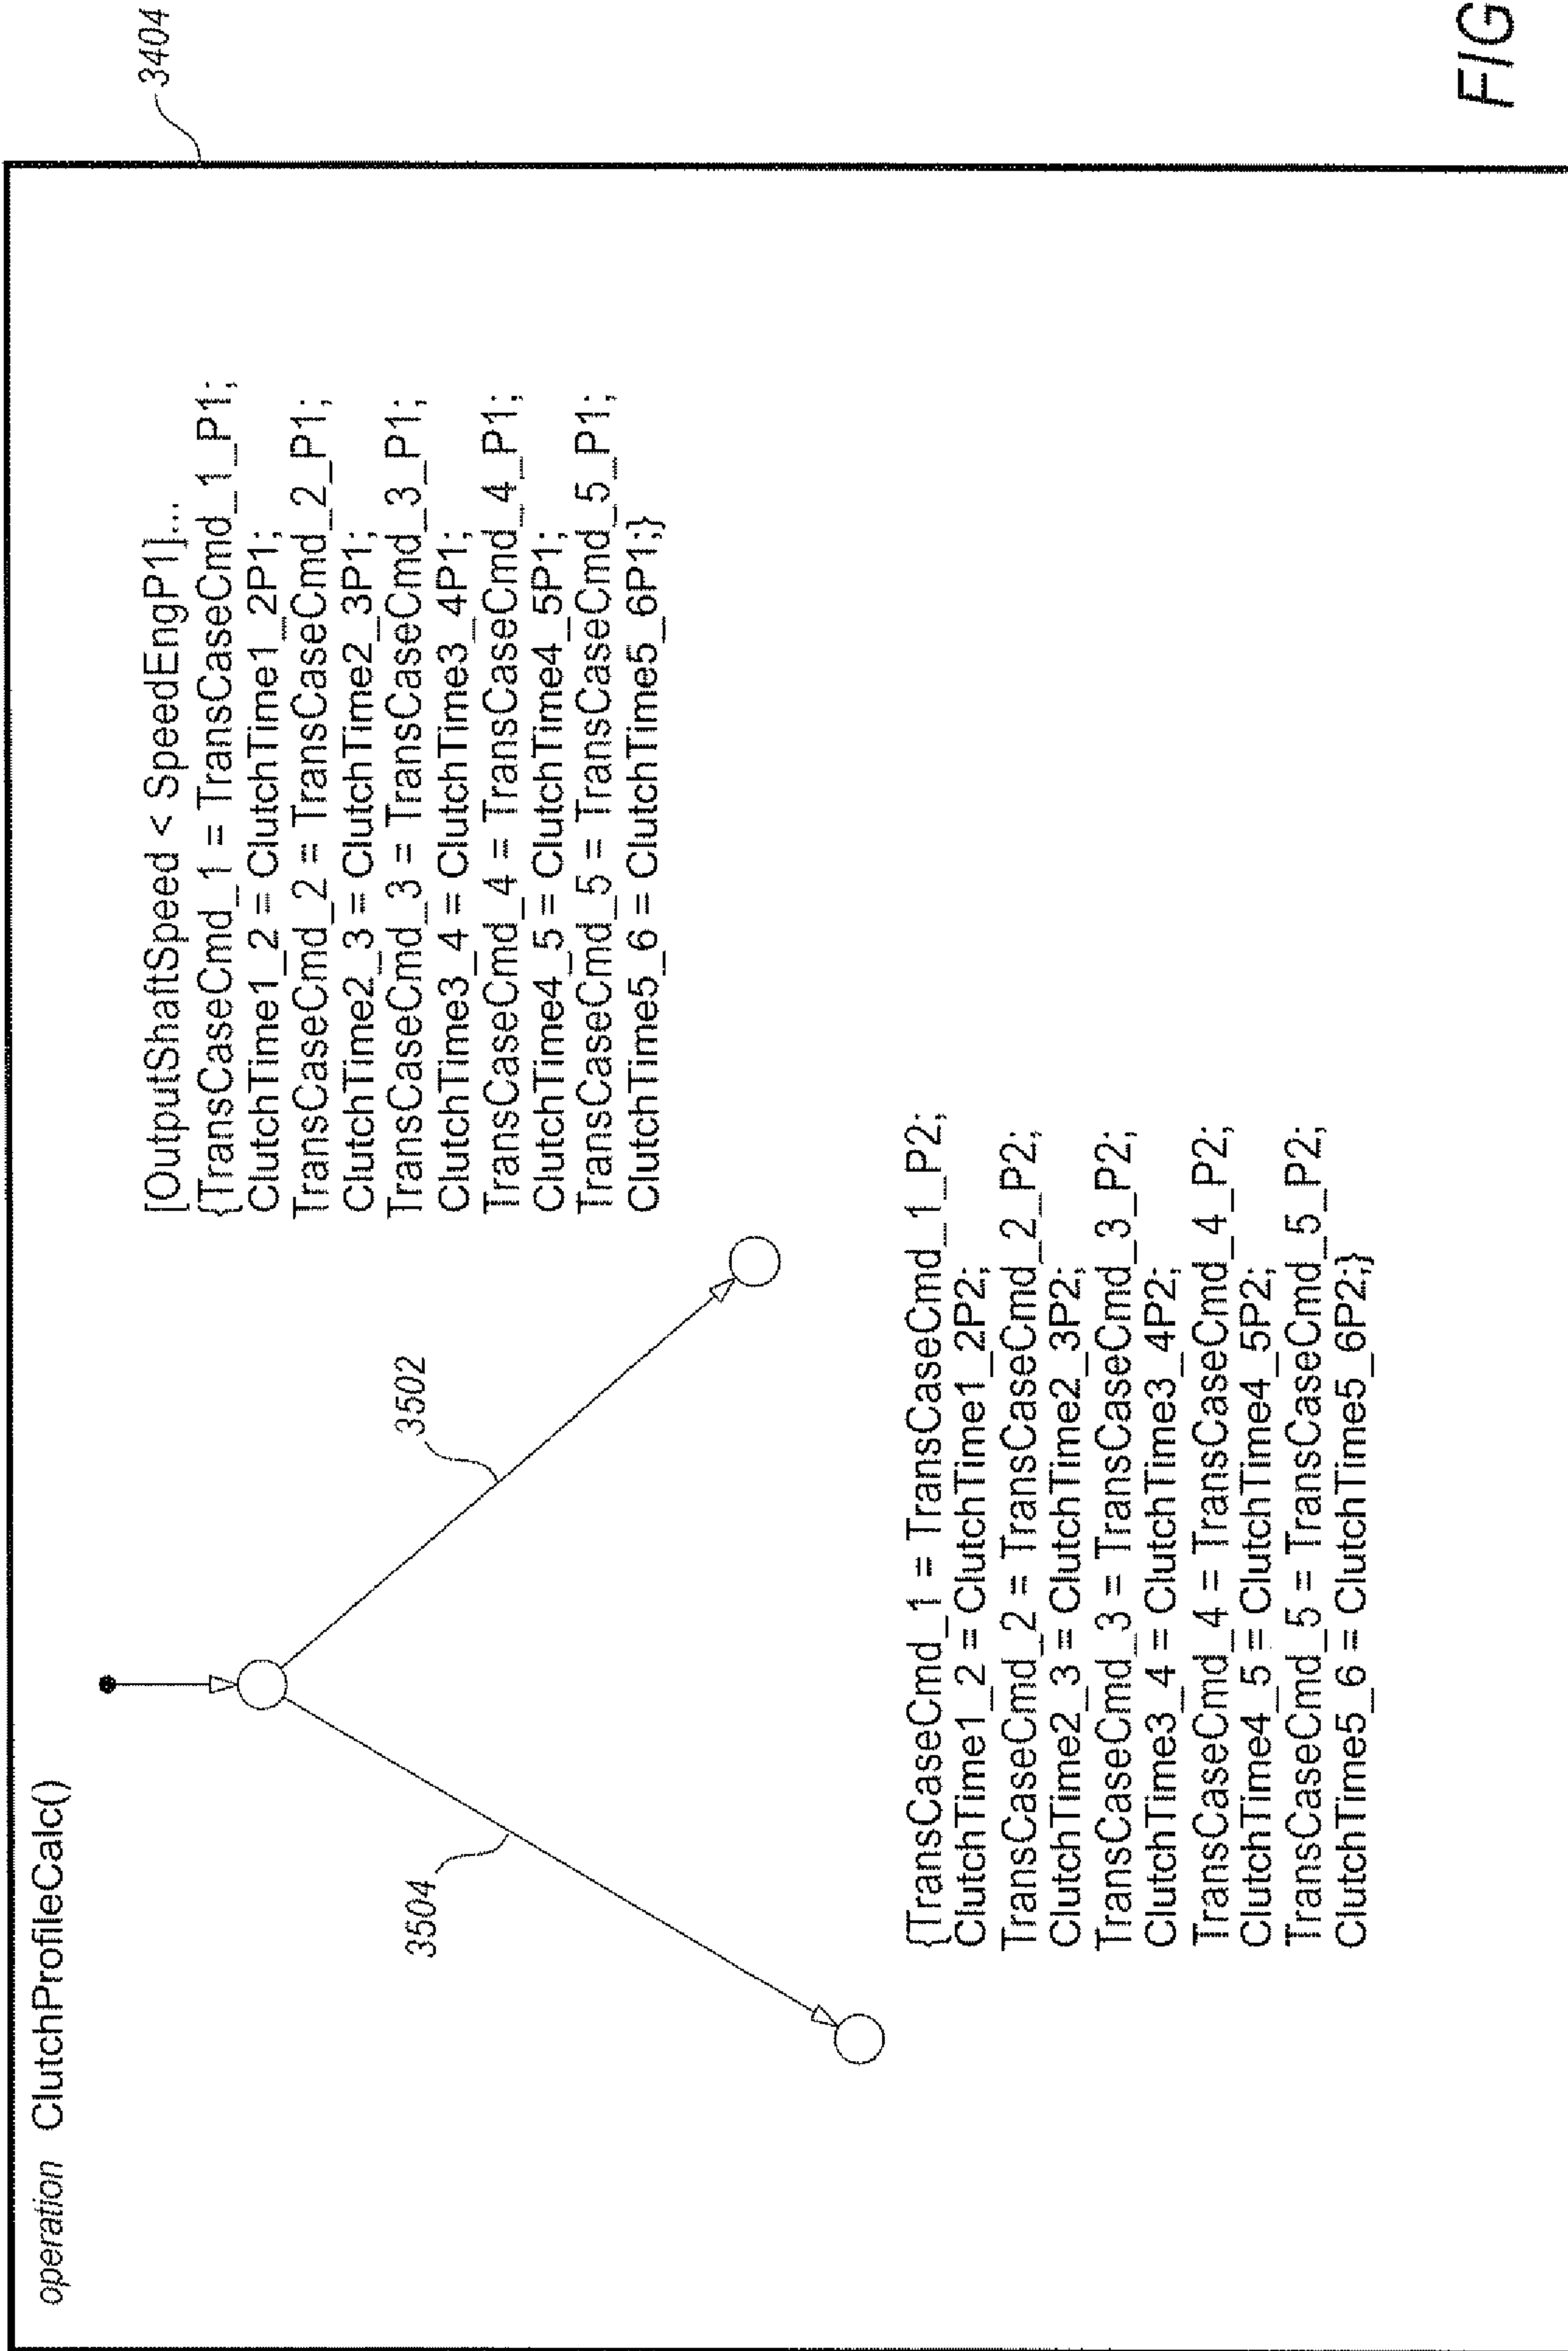 operation ClutchProfileCalc()
3404
[OutputShaftSpeed < SpeedEngP1]...
{TransCaseCmd_1 = TransCaseCmd_1_P1;
ClutchTime1_2 = ClutchTime1_2P1;
TransCaseCmd_2 = TransCaseCmd_2_P1;
ClutchTime2_3 = ClutchTime2_3P1;
TransCaseCmd_3 = TransCaseCmd_3_P1;
ClutchTime3_4 = ClutchTime3_4P1;
TransCaseCmd_4 = TransCaseCmd_4_P1;
ClutchTime4_5 = ClutchTime4_5P1;
TransCaseCmd_5 = TransCaseCmd_5_P1;
ClutchTime5_6 = ClutchTime5_6P1;}
3504
3502
{TransCaseCmd_1 = TransCaseCmd_1_P2;
ClutchTime1_2 = ClutchTime1_2P2;
TransCaseCmd_2 = TransCaseCmd_2_P2;
ClutchTime2_3 = ClutchTime2_3P2;
TransCaseCmd_3 = TransCaseCmd_3_P2;
ClutchTime3_4 = ClutchTime3_4P2;
TransCaseCmd_4 = TransCaseCmd_4_P2;
ClutchTime4_5 = ClutchTime4_5P2;
TransCaseCmd_5 = TransCaseCmd_5_P2;
ClutchTime5_6 = ClutchTime5_6P2;}
FIG